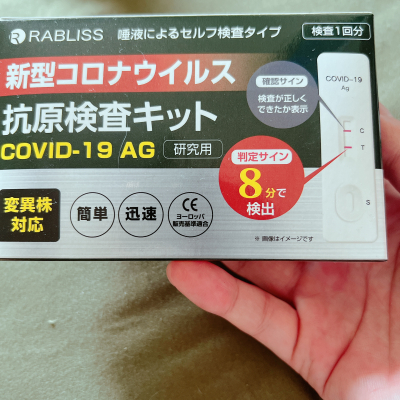 RABLISS 唾液によるセルフ検査タイプ 検査1回分
新型コロナウイルス
抗原検査キット
COVID-19 AG 研究用
変異株
対応
簡単
迅速
CE
ヨーロッパ
販売基準適合
確認サイン
検査が正しく
できたか表示
判定サイン
8分で
検出
COVID-19
Ag
C
T
S
※ 画像はイメージです